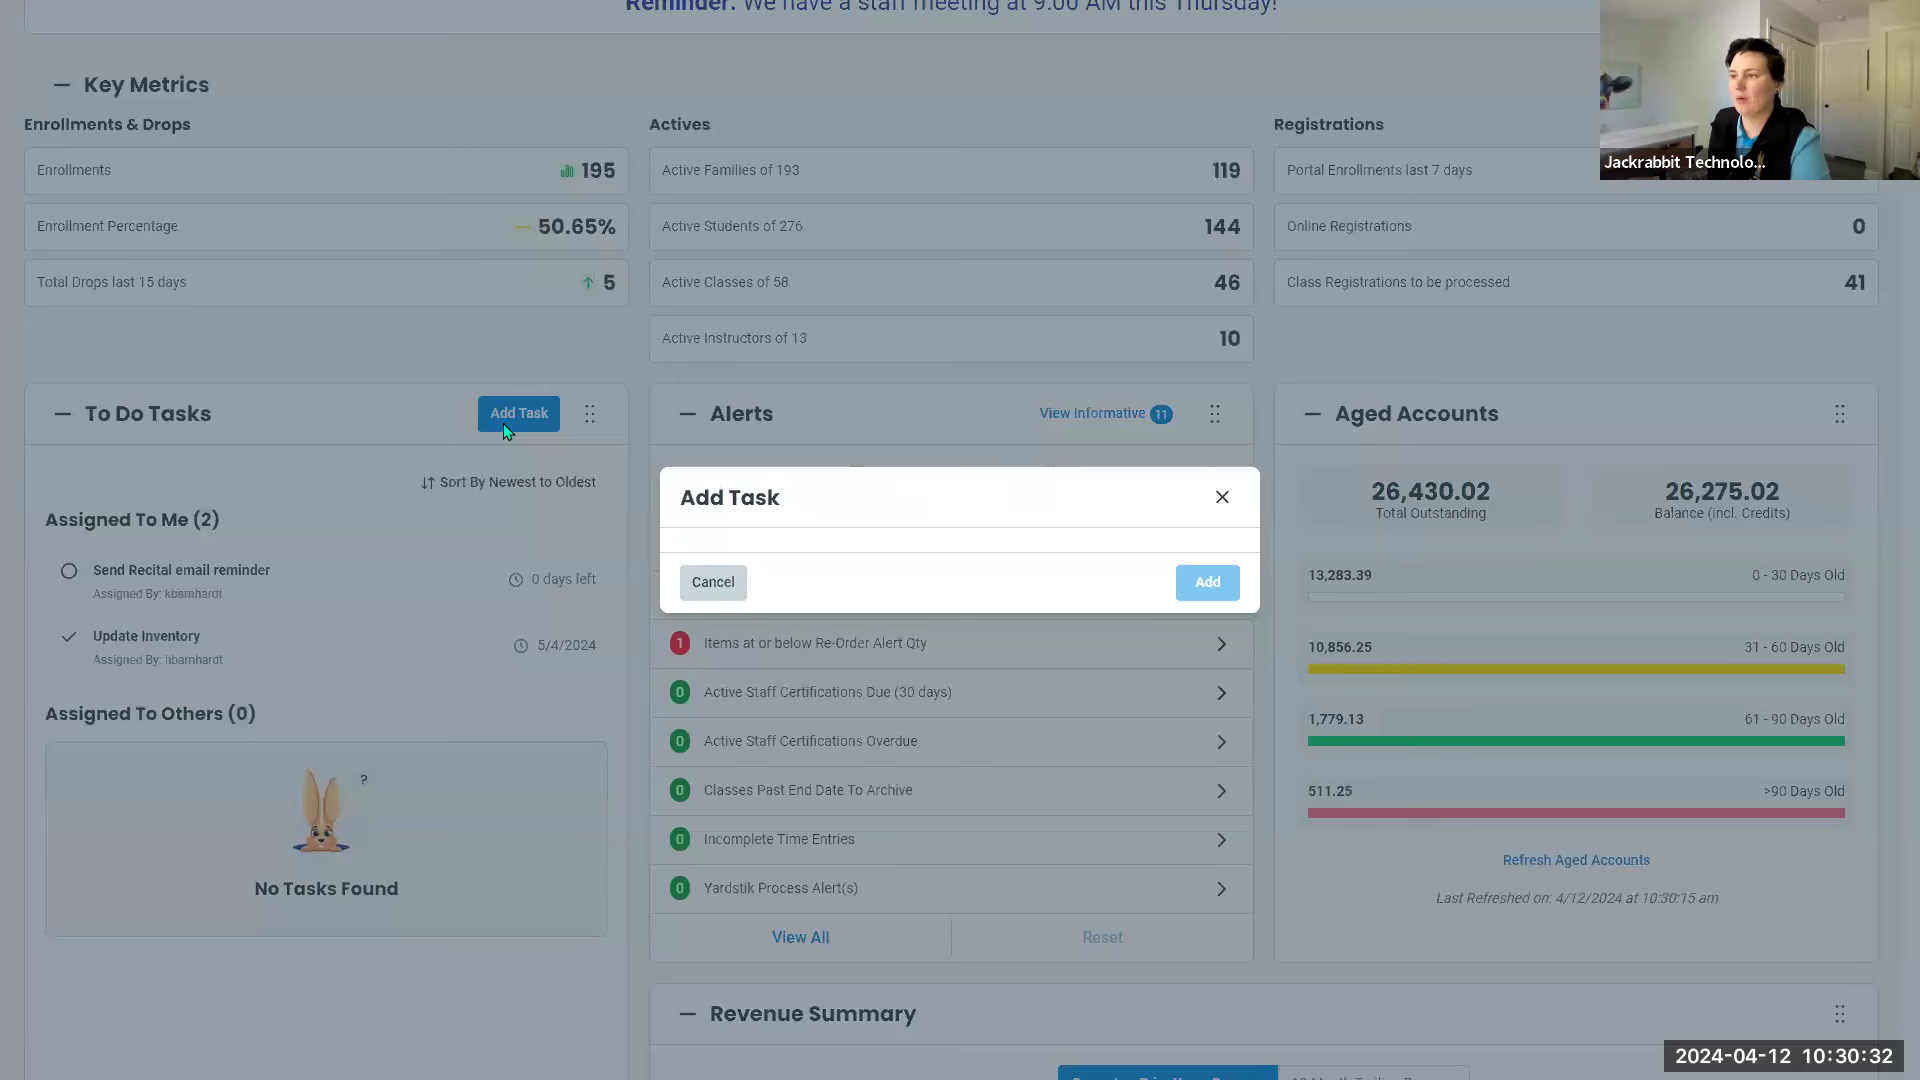 Reminder: We have a staff meeting at 9:00 AM this Thursday!
Key Metrics
Enrollments & Drops
Enrollments 195
Enrollment Percentage 50.65%
Total Drops last 15 days 5
Actives
Active Families of 193 119
Active Students of 276 144
Active Classes of 58 46
Active Instructors of 13 10
Registrations
Portal Enrollments last 7 days
Online Registrations 0
Class Registrations to be processed 41
Jackrabbit Technolo...
To Do Tasks Add Task
Sort By Newest to Oldest
Assigned To Me (2)
Send Recital email reminder 0 days left
Assigned By: kbarnhardt
Update Inventory 5/4/2024
Assigned By: hbarnhardt
Assigned To Others (0)
?
No Tasks Found
Alerts View Informative 11
Add Task
Cancel Add
1 Items at or below Re-Order Alert Qty
0 Active Staff Certifications Due (30 days)
0 Active Staff Certifications Overdue
0 Classes Past End Date To Archive
0 Incomplete Time Entries
0 Yardstik Process Alert(s)
View All Reset
Aged Accounts
26,430.02 26,275.02
Total Outstanding Balance (incl. Credits)
13,283.39 0 - 30 Days Old
10,856.25 31 - 60 Days Old
1,779.13 61 - 90 Days Old
511.25 >90 Days Old
Refresh Aged Accounts
Last Refreshed on: 4/12/2024 at 10:30:15 am
Revenue Summary
2024-04-12 10:30:32